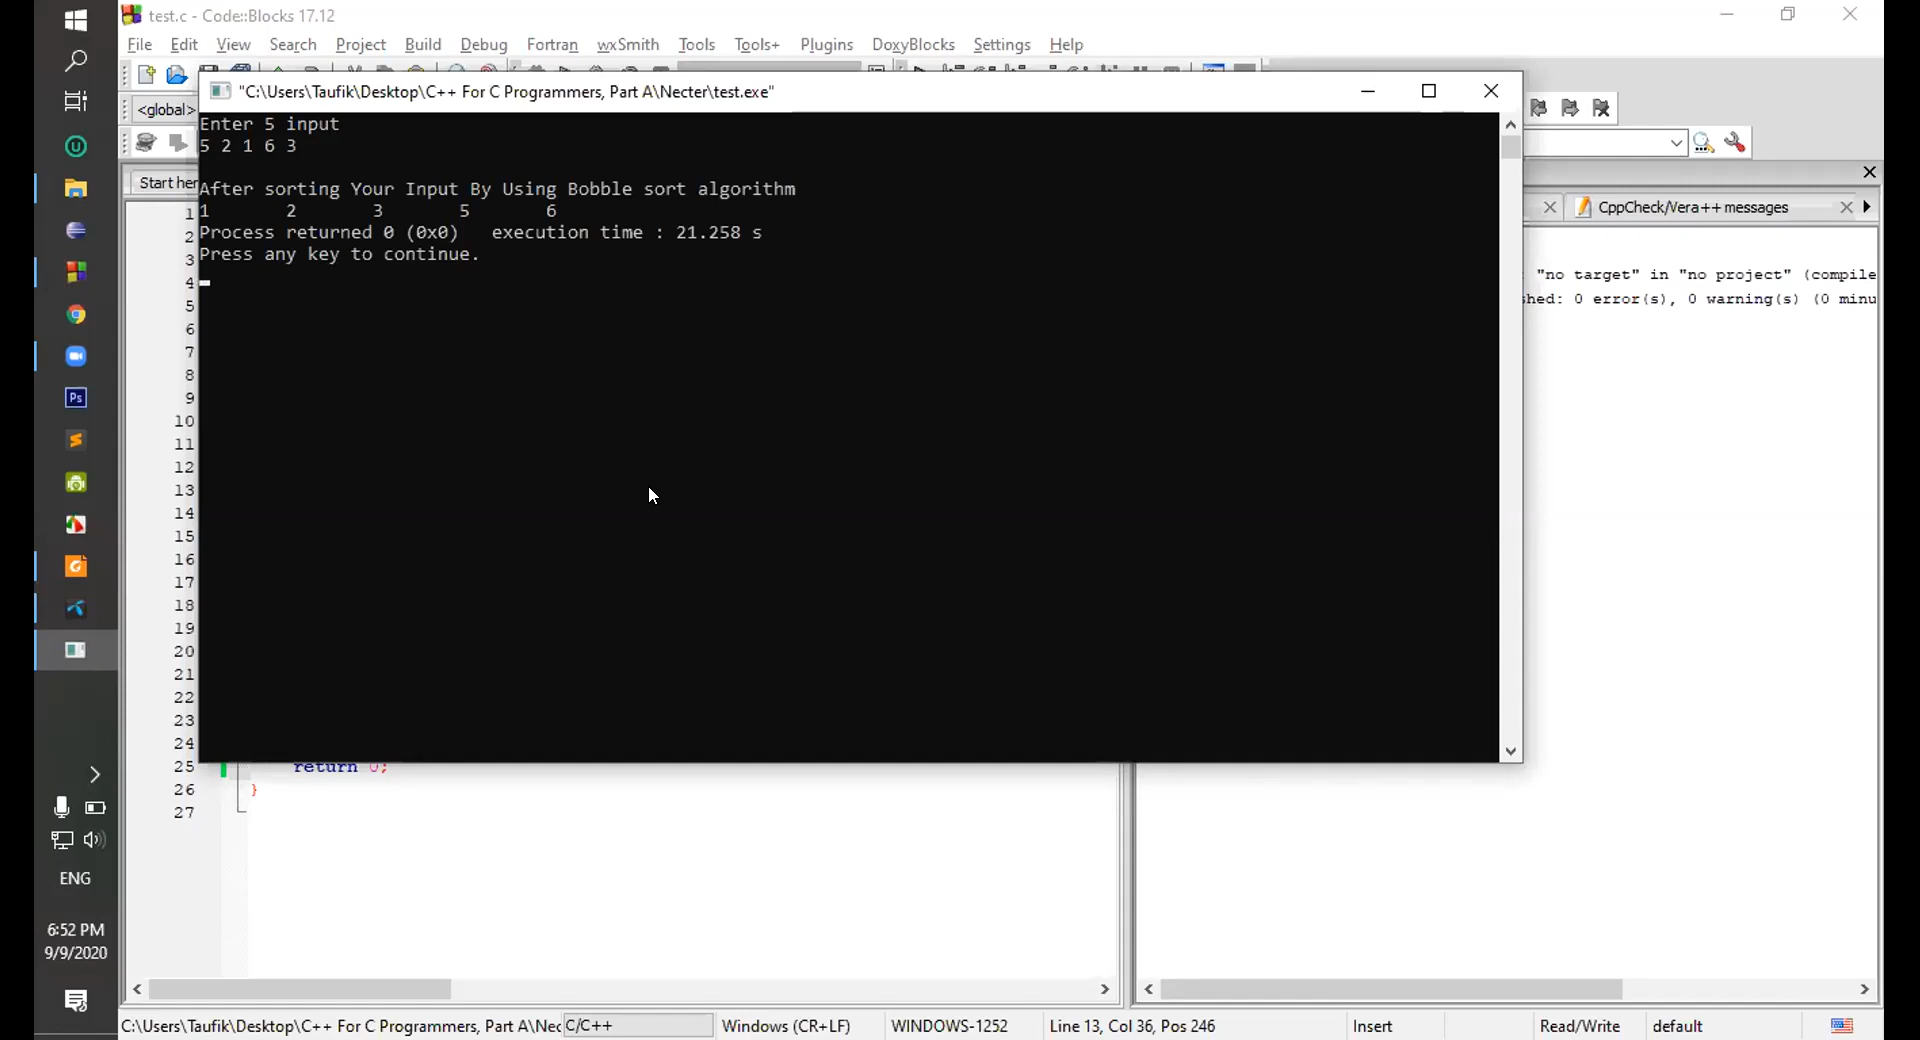 test.c - Code::Blocks 17.12
File Edit View Search Project Build Debug Fortran wxSmith Tools Tools+ Plugins DoxyBlocks Settings Help
"C:\Users\Taufik\Desktop\C++ For C Programmers, Part A\Necter\test.exe"
<global>
Enter 5 input
5 2 1 6 3
After sorting Your Input By Using Bobble sort algorithm
1 2 3 5 6
Process returned 0 (0x0) execution time : 21.258 s
Press any key to continue.
Start her
CppCheck/Vera++ messages
"no target" in "no project" (compile
shed: 0 error(s), 0 warning(s) (0 minu
1
2
3
4
5
6
7
8
9
10
11
12
13
14
15
16
17
18
19
20
21
22
23
24
25 return 0;
26 }
27
Ps
ENG
6:52 PM
9/9/2020
C:\Users\Taufik\Desktop\C++ For C Programmers, Part A\Nec C/C++ Windows (CR+LF) WINDOWS-1252 Line 13, Col 36, Pos 246 Insert Read/Write default